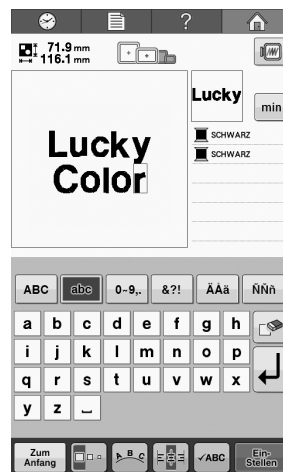 ?
71.9 mm
116.1 mm
Lucky
min
SCHWARZ
SCHWARZ
Lucky
Color
ABC abc 0~9,. &?! ÄÀä ÑÑñ
a b c d e f g h
i j k l m n o p
q r s t u v w x
y z
Zum Anfang
A B C
✓ABC
Ein-
Stellen